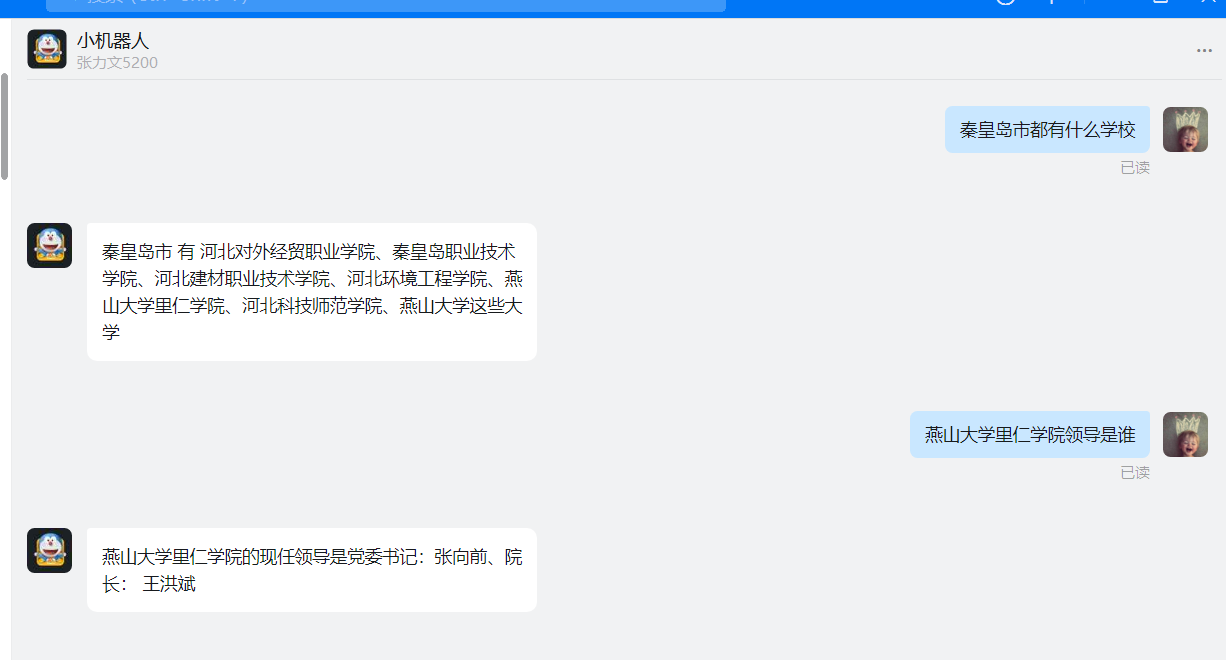 小机器人
张力文5200
秦皇岛市都有什么学校
已读
秦皇岛市 有 河北对外经贸职业学院、秦皇岛职业技术
学院、河北建材职业技术学院、河北环境工程学院、燕
山大学里仁学院、河北科技师范学院、燕山大学这些大
学
燕山大学里仁学院领导是谁
已读
燕山大学里仁学院的现任领导是党委书记：张向前、院
长： 王洪斌